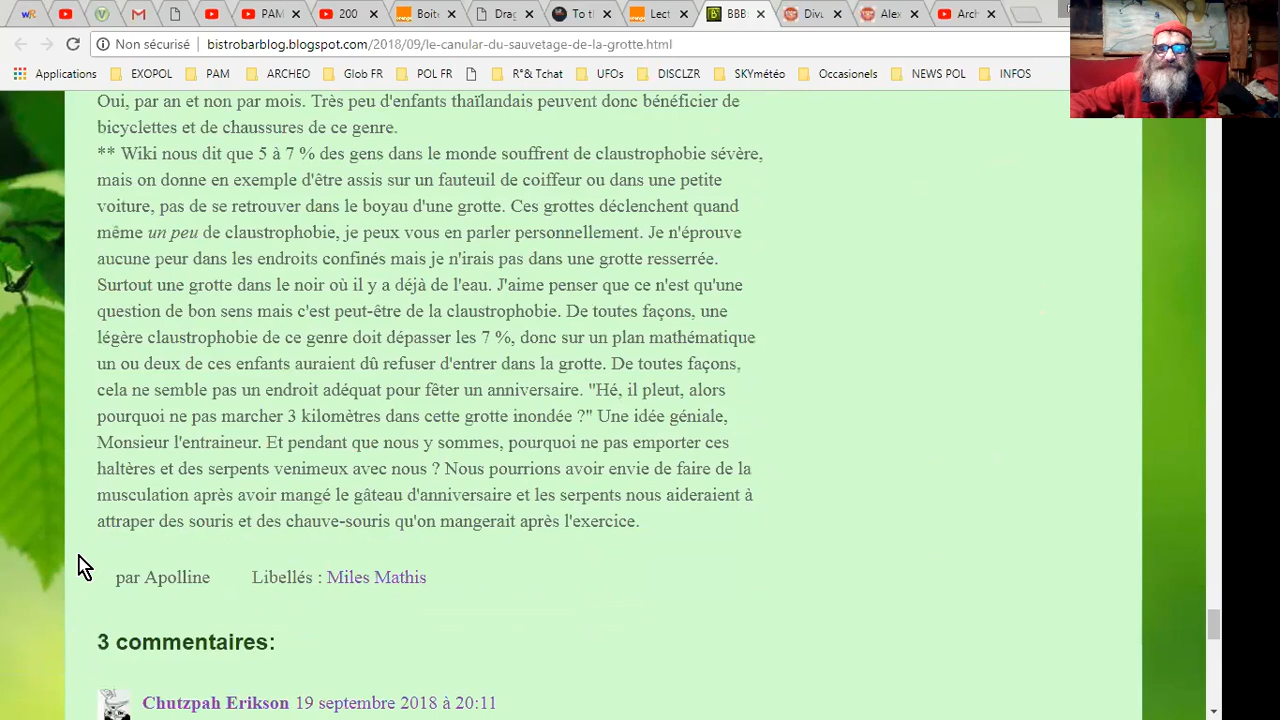 PAM
200
Boîte
Drag
To th
Lect
BBB
Divu
Alex
Arch
Non sécurisé bistrobarblog.blogspot.com/2018/09/le-canular-du-sauvetage-de-la-grotte.html
Applications EXOPOL PAM ARCHEO Glob FR POL FR R°& Tchat UFOs DISCLZR SKYmétéo Occasionels NEWS POL INFOS
Oui, par an et non par mois. Très peu d'enfants thaïlandais peuvent donc bénéficier de
bicyclettes et de chaussures de ce genre.
** Wiki nous dit que 5 à 7 % des gens dans le monde souffrent de claustrophobie sévère,
mais on donne en exemple d'être assis sur un fauteuil de coiffeur ou dans une petite
voiture, pas de se retrouver dans le boyau d'une grotte. Ces grottes déclenchent quand
même un peu de claustrophobie, je peux vous en parler personnellement. Je n'éprouve
aucune peur dans les endroits confinés mais je n'irais pas dans une grotte resserrée.
Surtout une grotte dans le noir où il y a déjà de l'eau. J'aime penser que ce n'est qu'une
question de bon sens mais c'est peut-être de la claustrophobie. De toutes façons, une
légère claustrophobie de ce genre doit dépasser les 7 %, donc sur un plan mathématique
un ou deux de ces enfants auraient dû refuser d'entrer dans la grotte. De toutes façons,
cela ne semble pas un endroit adéquat pour fêter un anniversaire. "Hé, il pleut, alors
pourquoi ne pas marcher 3 kilomètres dans cette grotte inondée ?" Une idée géniale,
Monsieur l'entraineur. Et pendant que nous y sommes, pourquoi ne pas emporter ces
haltères et des serpents venimeux avec nous ? Nous pourrions avoir envie de faire de la
musculation après avoir mangé le gâteau d'anniversaire et les serpents nous aideraient à
attraper des souris et des chauve-souris qu'on mangerait après l'exercice.
par Apolline Libellés : Miles Mathis
3 commentaires:
Chutzpah Erikson 19 septembre 2018 à 20:11